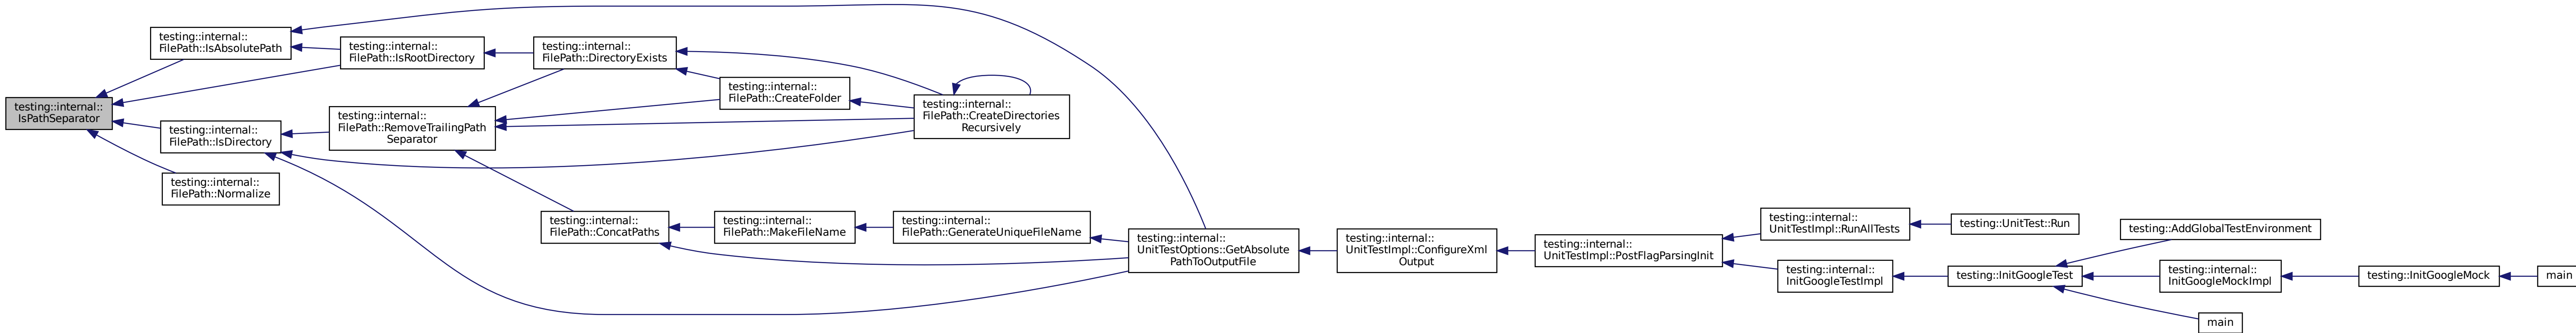 testing::internal::
IsPathSeparator
testing::internal::
FilePath::IsAbsolutePath
testing::internal::
FilePath::IsRootDirectory
testing::internal::
FilePath::IsDirectory
testing::internal::
FilePath::Normalize
testing::internal::
FilePath::RemoveTrailingPath
Separator
testing::internal::
FilePath::DirectoryExists
testing::internal::
FilePath::CreateFolder
testing::internal::
FilePath::CreateDirectories
Recursively
testing::internal::
FilePath::ConcatPaths
testing::internal::
FilePath::MakeFileName
testing::internal::
FilePath::GenerateUniqueFileName
testing::internal::
UnitTestOptions::GetAbsolute
PathToOutputFile
testing::internal::
UnitTestImpl::ConfigureXml
Output
testing::internal::
UnitTestImpl::PostFlagParsingInit
testing::internal::
UnitTestImpl::RunAllTests
testing::UnitTest::Run
testing::internal::
InitGoogleTestImpl
testing::InitGoogleTest
testing::AddGlobalTestEnvironment
testing::internal::
InitGoogleMockImpl
testing::InitGoogleMock
main
main